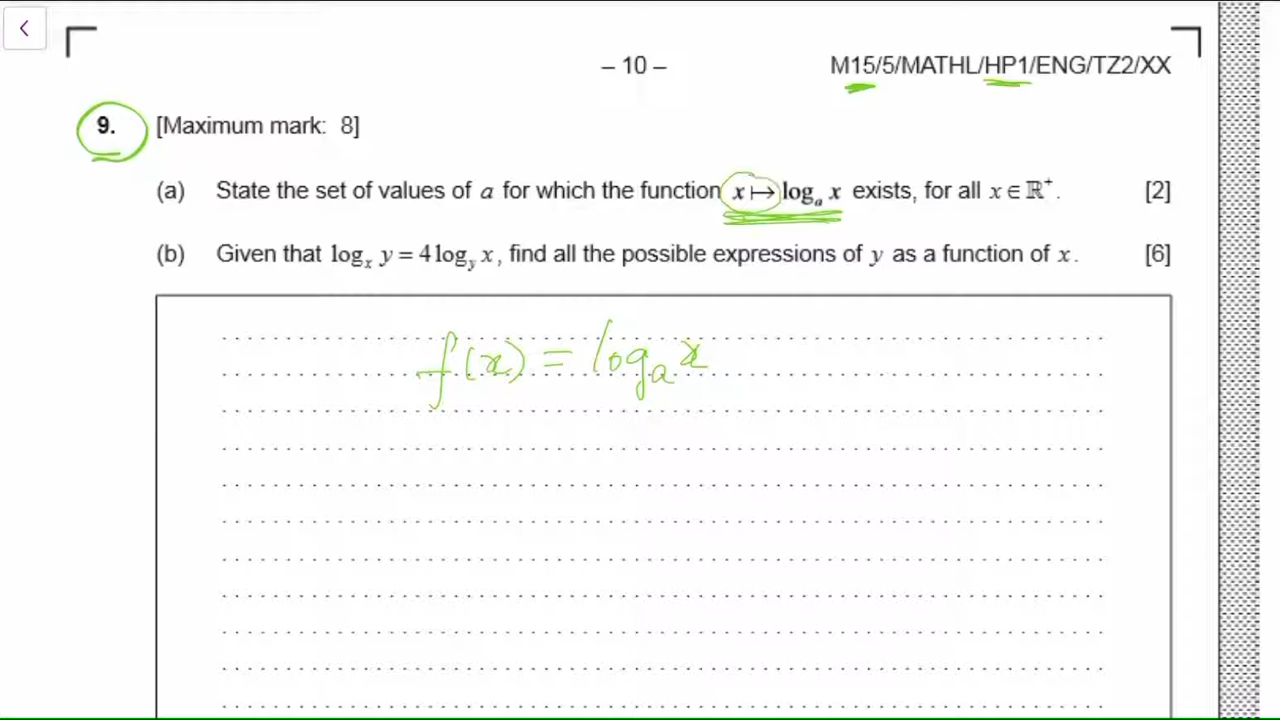 – 10 –
M15/5/MATHL/HP1/ENG/TZ2/XX
9. [Maximum mark: 8]
(a) State the set of values of a for which the function x ↦ logₐ x exists, for all x ∈ ℝ⁺. [2]
(b) Given that logₓ y = 4 log_y x, find all the possible expressions of y as a function of x. [6]
f(x) = logₐ x